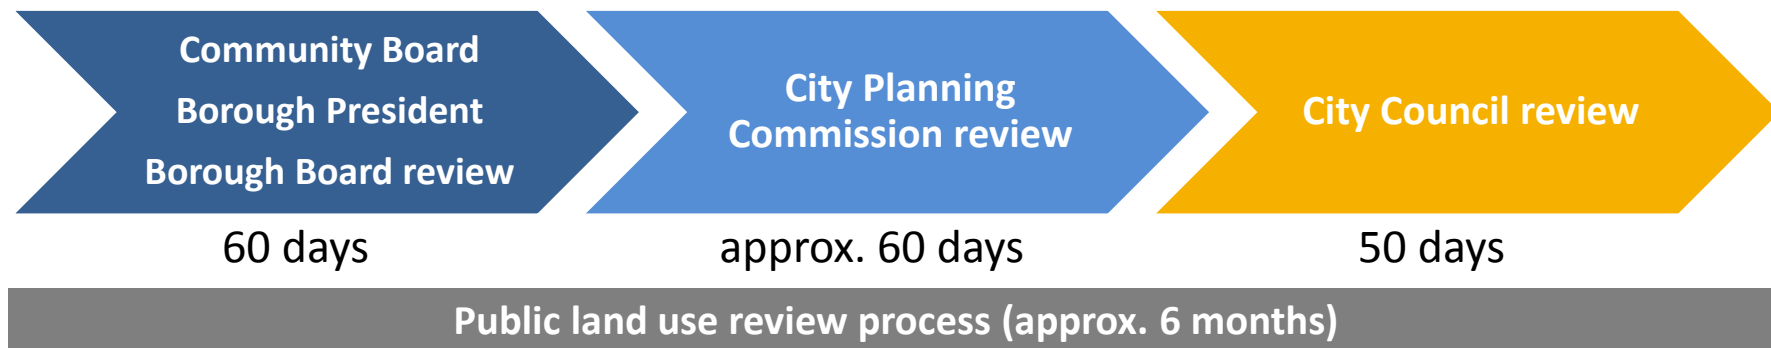 Community Board
Borough President
Borough Board review
City Planning
Commission review
City Council review
60 days
approx. 60 days
50 days
Public land use review process (approx. 6 months)